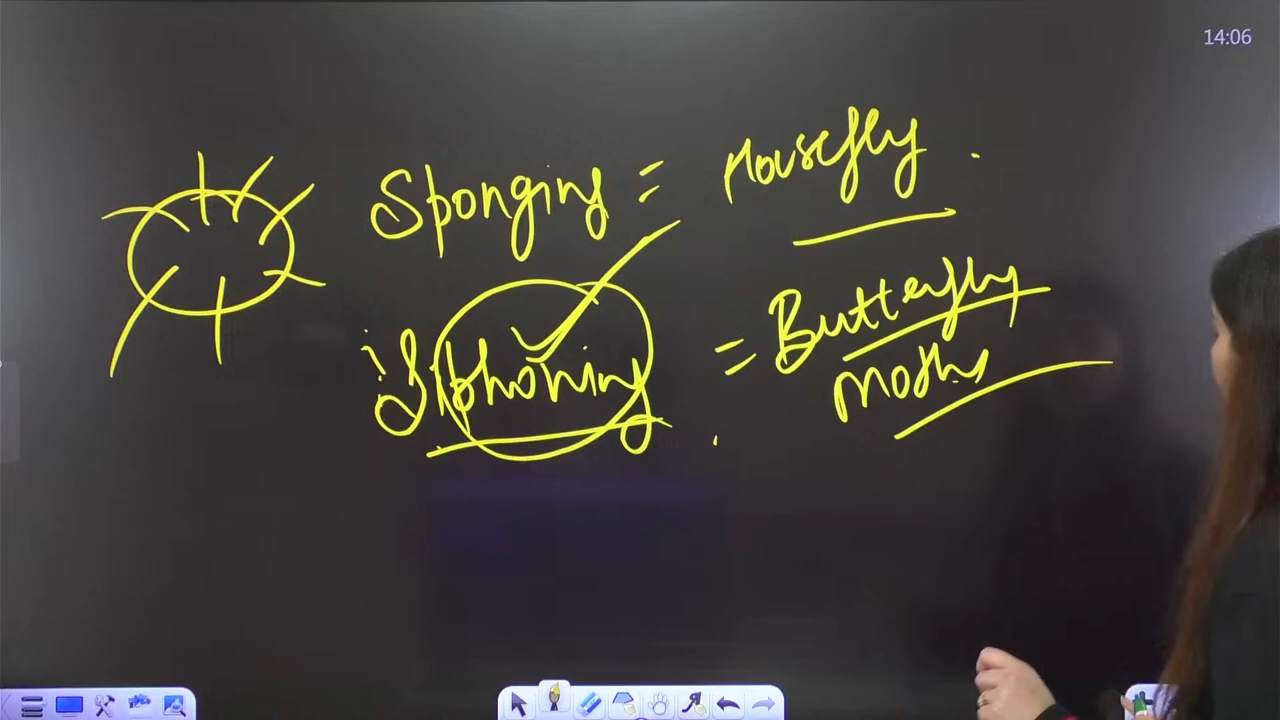 14:06
Sponging = Housefly.
Siphoning = Butterfly
Moths